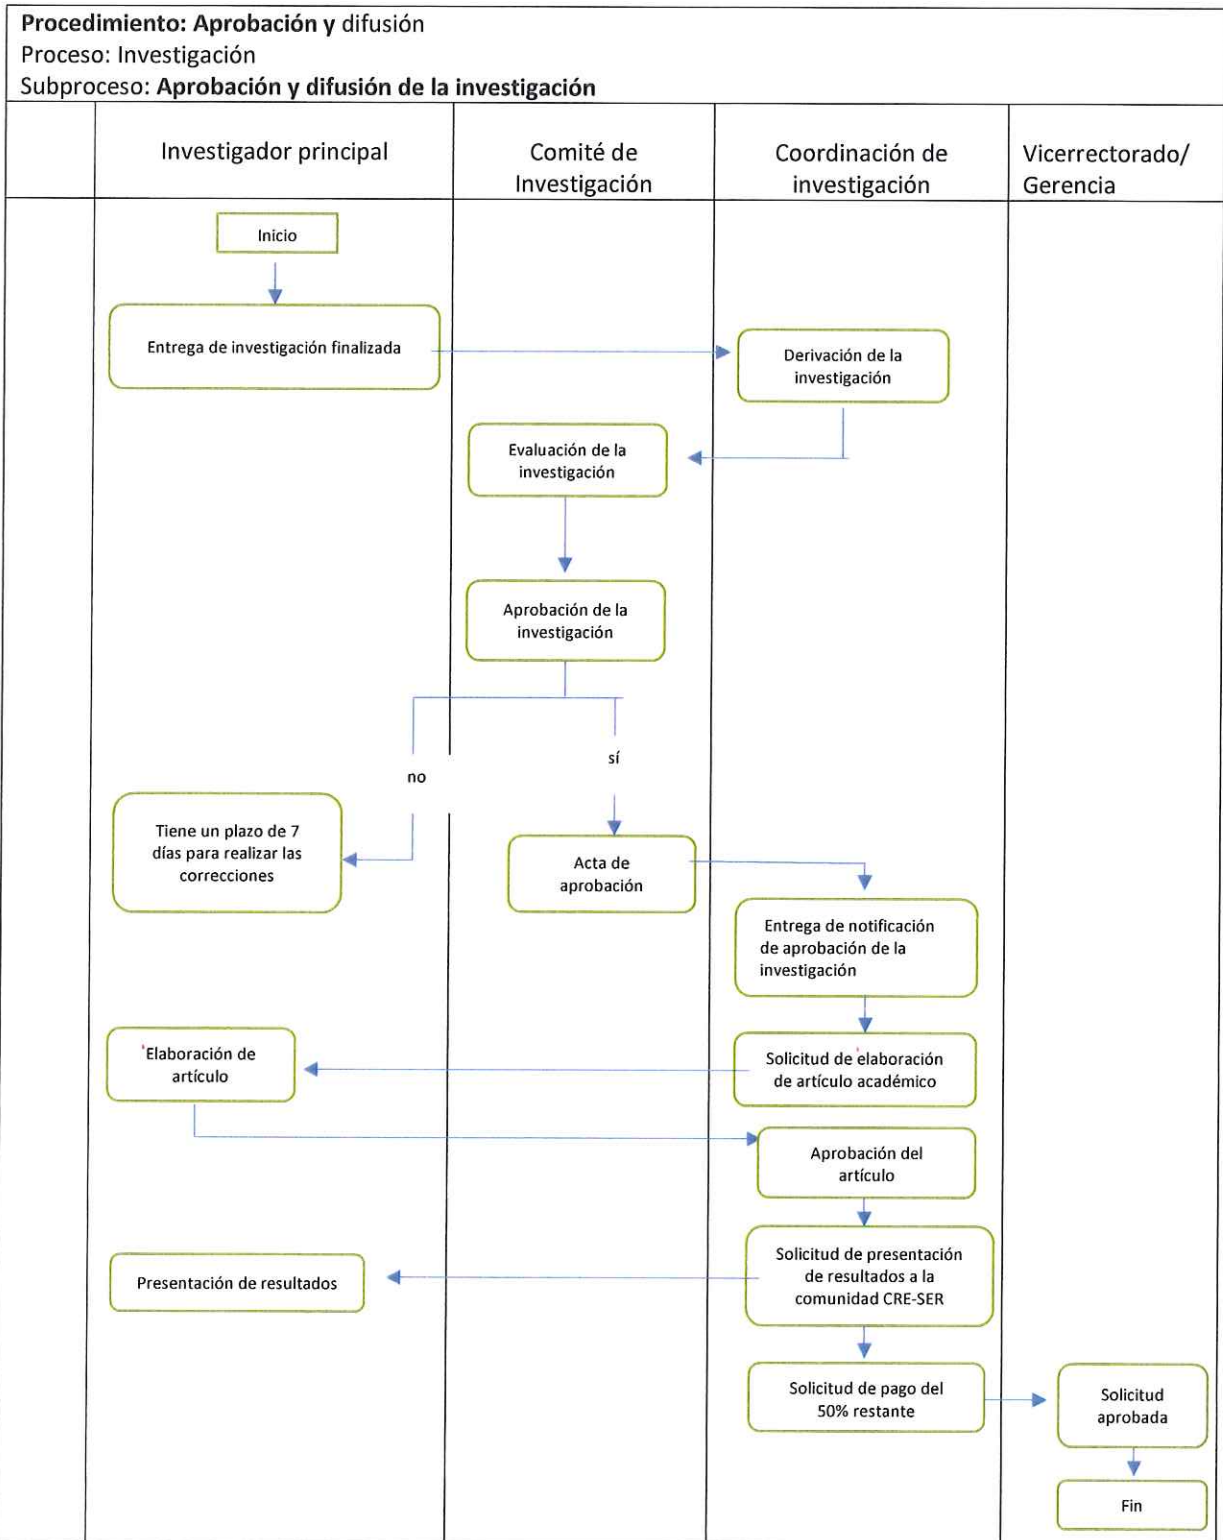 Procedimiento: Aprobación y difusión
Proceso: Investigación
Subproceso: Aprobación y difusión de la investigación
Investigador principal
Comité de
Investigación
Coordinación de
investigación
Vicerrectorado/
Gerencia
Inicio
Entrega de investigación finalizada
Derivación de la
investigación
Evaluación de la
investigación
Aprobación de la
investigación
no
sí
Tiene un plazo de 7
días para realizar las
correcciones
Acta de
aprobación
Entrega de notificación
de aprobación de la
investigación
Solicitud de elaboración
de artículo académico
Elaboración de
artículo
Aprobación del
artículo
Solicitud de presentación
de resultados a la
comunidad CRE-SER
Presentación de resultados
Solicitud de pago del
50% restante
Solicitud
aprobada
Fin